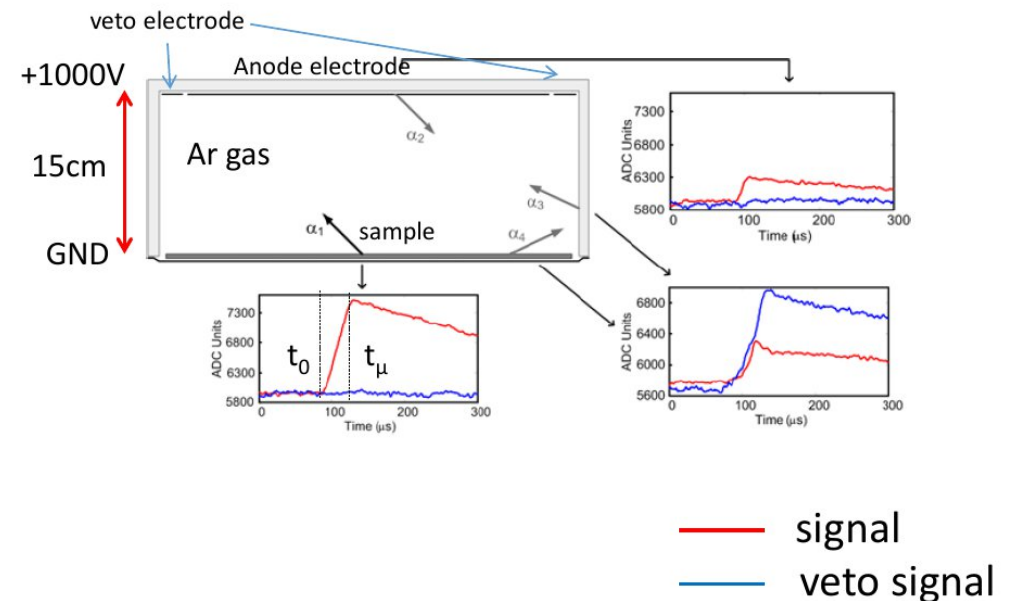 veto electrode
+1000V
Anode electrode
15cm
Ar gas
GND
α2
α3
α1
sample
α4
7300
6800
6300
5800
ADC Units
0 100 200 300
Time (μs)
7300
6800
6300
5800
ADC Units
t0
tμ
0 100 200 300
Time (μs)
6800
6400
6000
5600
ADC Units
0 100 200 300
Time (μs)
signal
veto signal